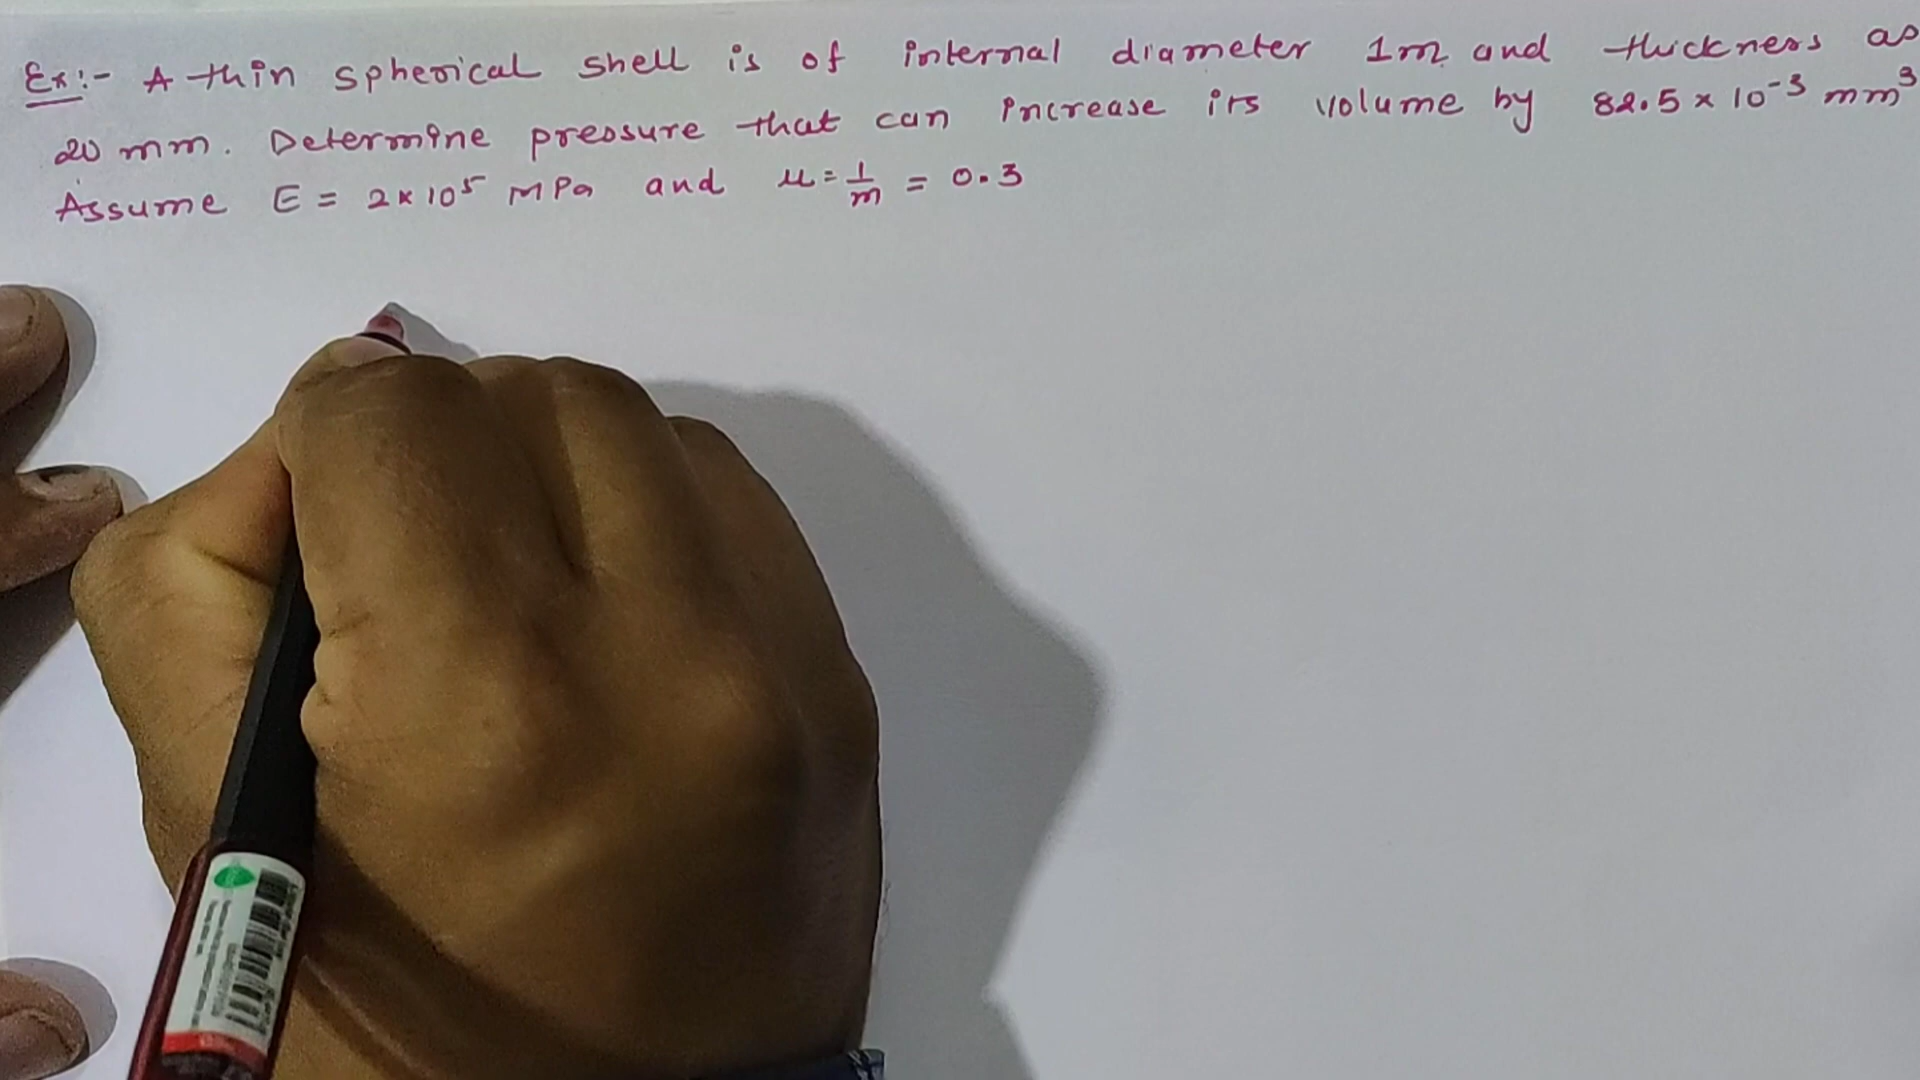 Ex:- A thin spherical shell is of internal diameter 1m and thickness as
20 mm. Determine pressure that can increase its volume by 82.5 × 10⁻³ mm³
Assume E = 2×10⁵ MPa and μ = 1/m = 0.3